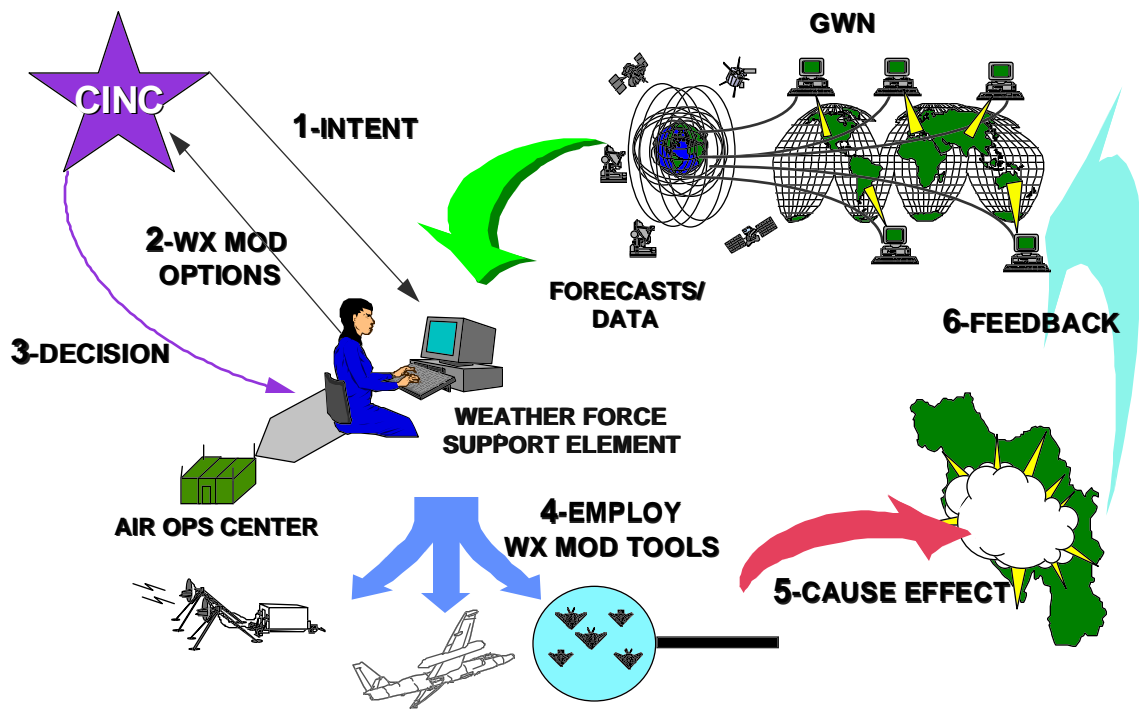 GWN
CINC
1-INTENT
2-WX MOD
OPTIONS
3-DECISION
FORECASTS/
DATA
6-FEEDBACK
WEATHER FORCE
SUPPORT ELEMENT
AIR OPS CENTER
4-EMPLOY
WX MOD TOOLS
5-CAUSE EFFECT